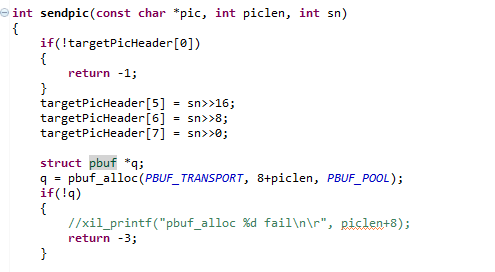 int sendpic(const char *pic, int piclen, int sn)
{
    if(!targetPicHeader[0])
    {
        return -1;
    }
    targetPicHeader[5] = sn>>16;
    targetPicHeader[6] = sn>>8;
    targetPicHeader[7] = sn>>0;

    struct pbuf *q;
    q = pbuf_alloc(PBUF_TRANSPORT, 8+piclen, PBUF_POOL);
    if(!q)
    {
        //xil_printf("pbuf_alloc %d fail\n\r", piclen+8);
        return -3;
    }